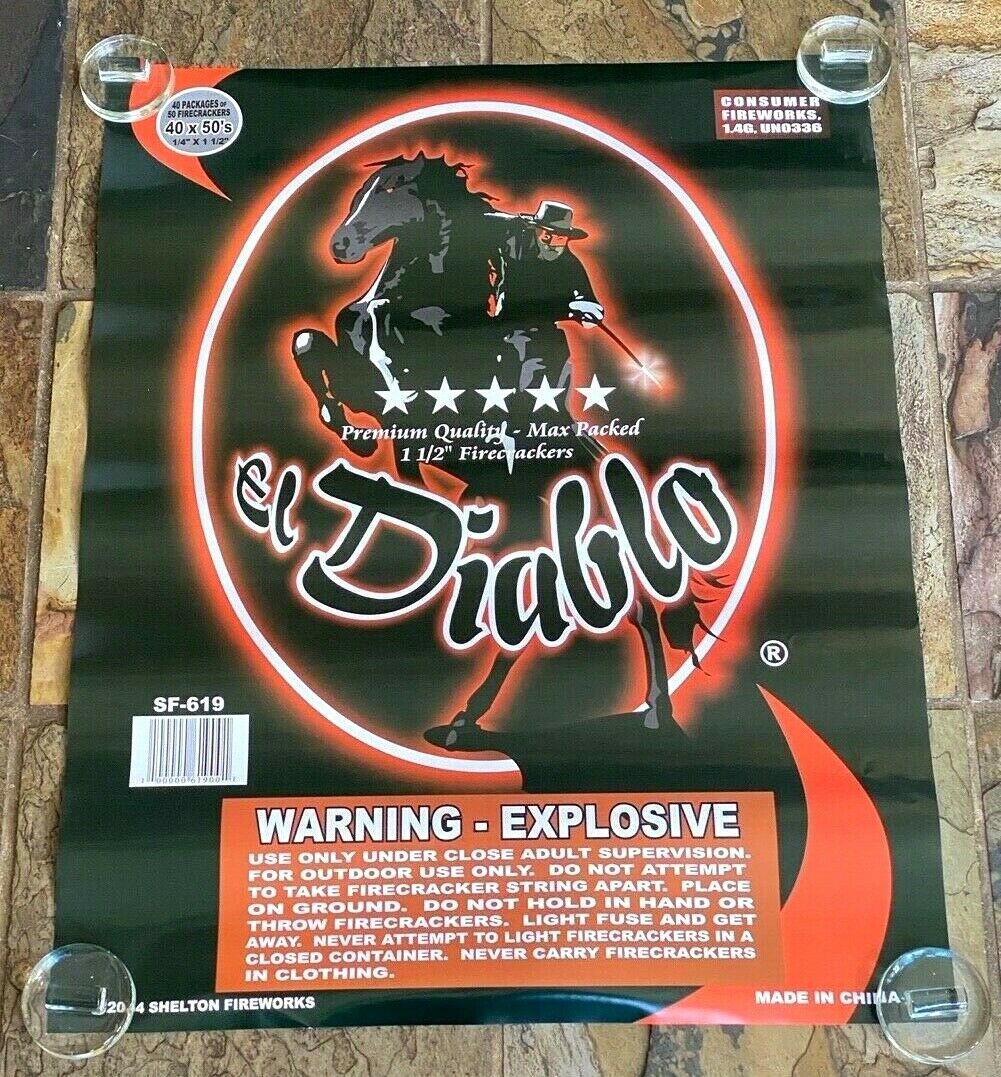 40 PACKAGES OF
50 FIRECRACKERS
40 x 50's
1/4" X 1 1/2"
CONSUMER
FIREWORKS,
1.4G, UN0336
Premium Quality - Max Packed
1 1/2" Firecrackers
el Diablo
®
SF-619
WARNING - EXPLOSIVE
USE ONLY UNDER CLOSE ADULT SUPERVISION.
FOR OUTDOOR USE ONLY. DO NOT ATTEMPT
TO TAKE FIRECRACKER STRING APART. PLACE
ON GROUND. DO NOT HOLD IN HAND OR
THROW FIRECRACKERS. LIGHT FUSE AND GET
AWAY. NEVER ATTEMPT TO LIGHT FIRECRACKERS IN A
CLOSED CONTAINER. NEVER CARRY FIRECRACKERS
IN CLOTHING.
SHELTON FIREWORKS
MADE IN CHINA